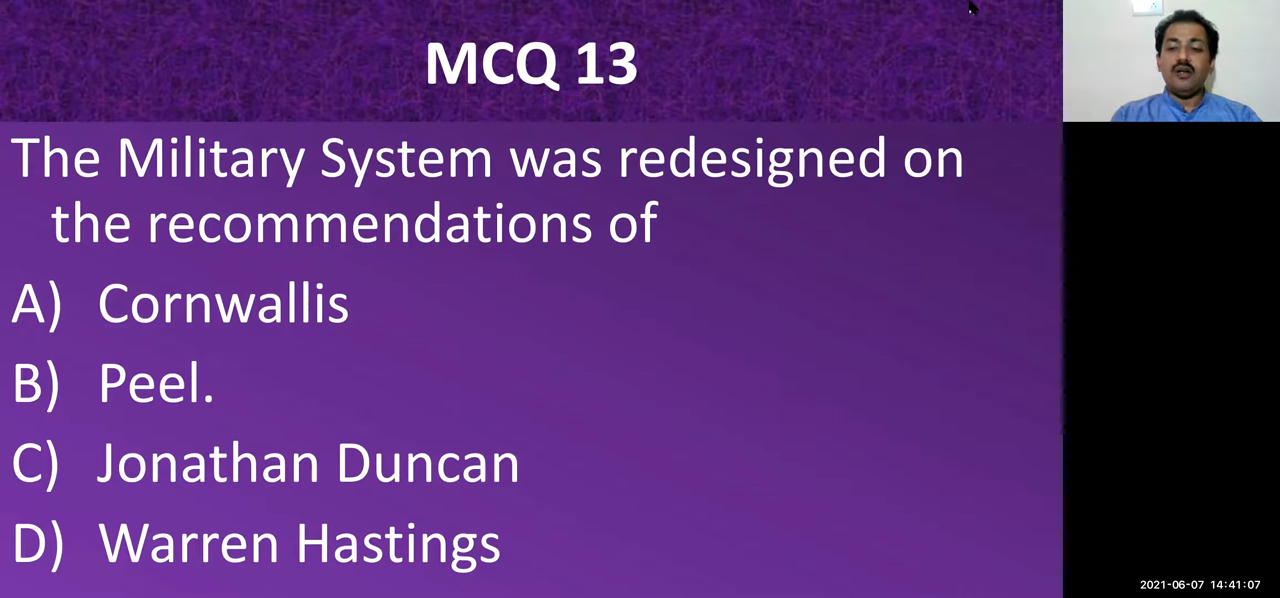 MCQ 13
The Military System was redesigned on
the recommendations of
A) Cornwallis
B) Peel.
C) Jonathan Duncan
D) Warren Hastings
2021-06-07 14:41:07